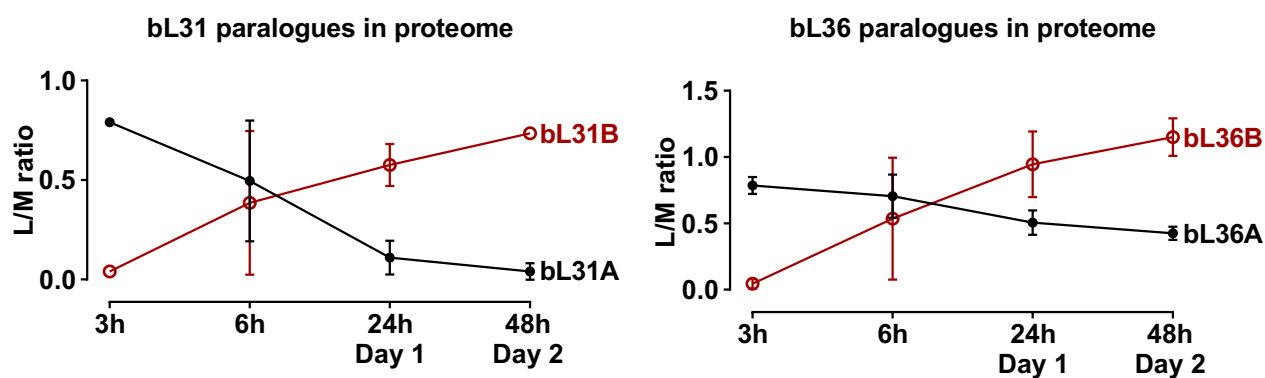 bL31 paralogues in proteome
L/M ratio
1.0
0.5
0.0
bL31B
bL31A
3h 6h 24h 48h
Day 1 Day 2
bL36 paralogues in proteome
L/M ratio
1.5
1.0
0.5
0.0
bL36B
bL36A
3h 6h 24h 48h
Day 1 Day 2